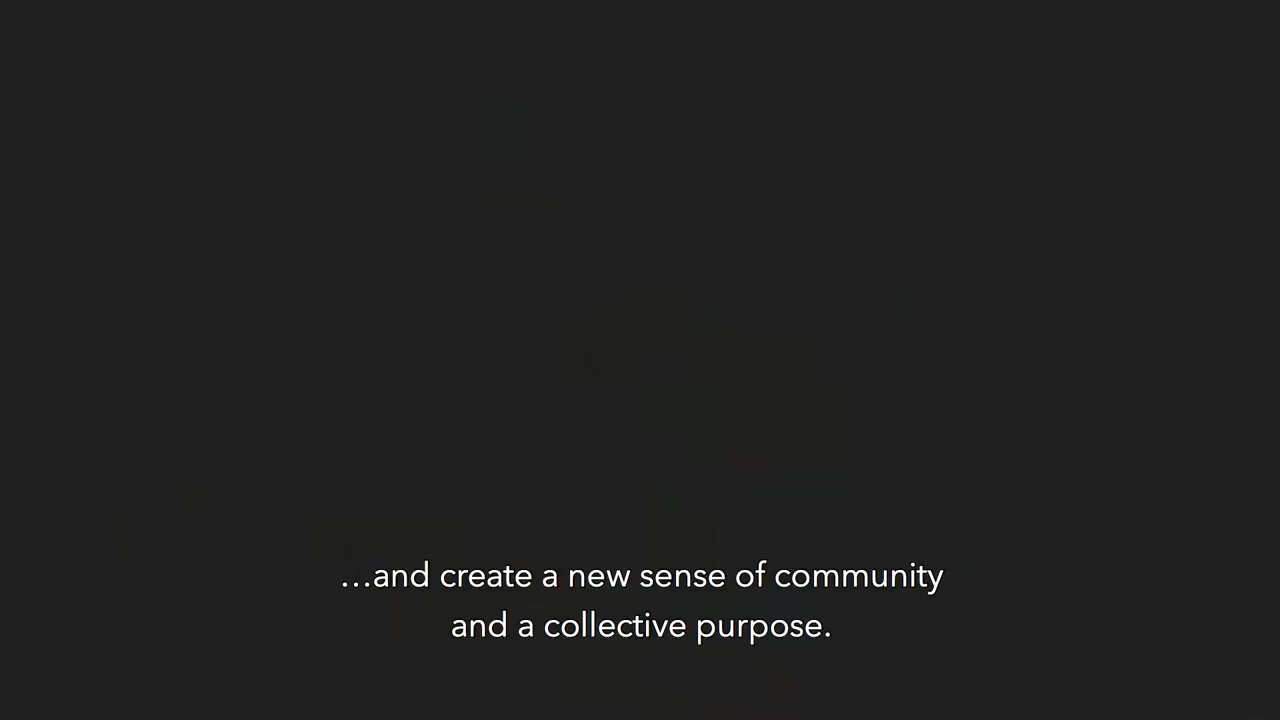 …and create a new sense of community
and a collective purpose.